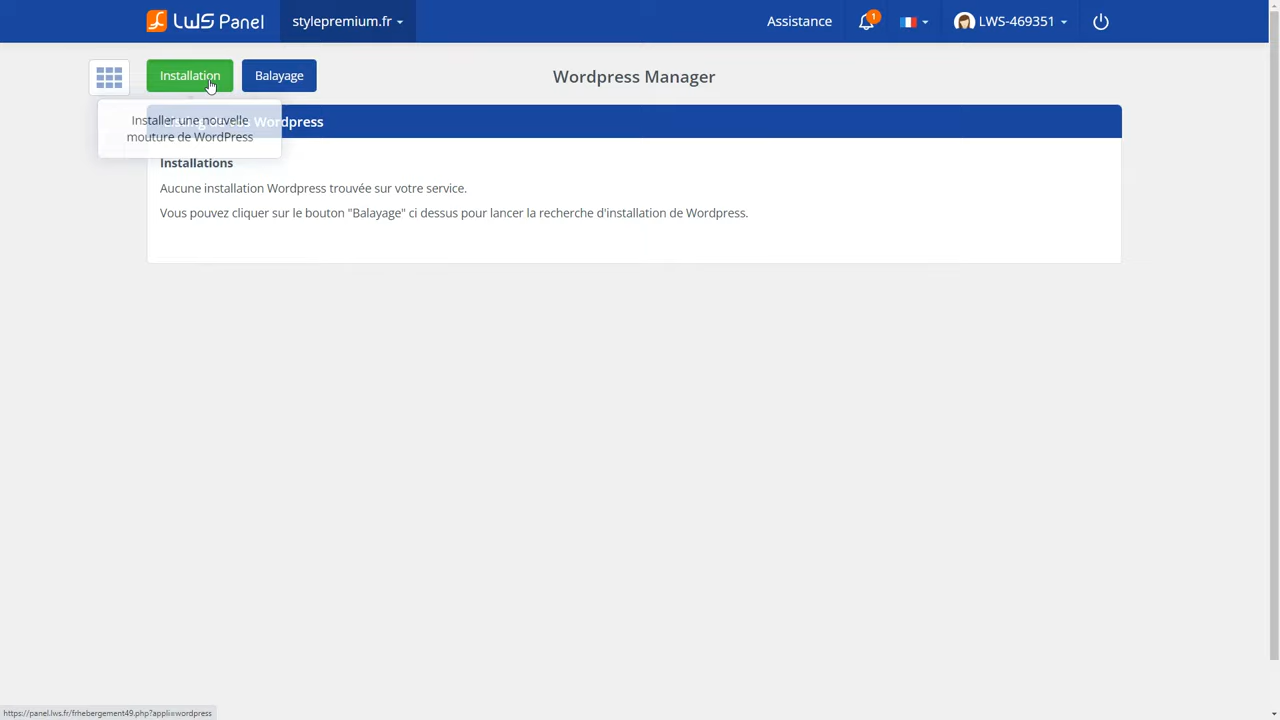 LWS Panel
stylepremium.fr
Assistance
1
LWS-469351
Installation
Balayage
Wordpress Manager
Installer une nouvelle
mouture de WordPress
Wordpress
Installations
Aucune installation Wordpress trouvée sur votre service.
Vous pouvez cliquer sur le bouton "Balayage" ci dessus pour lancer la recherche d'installation de Wordpress.
https://panel.lws.fr/frhebergement49.php?appli=wordpress